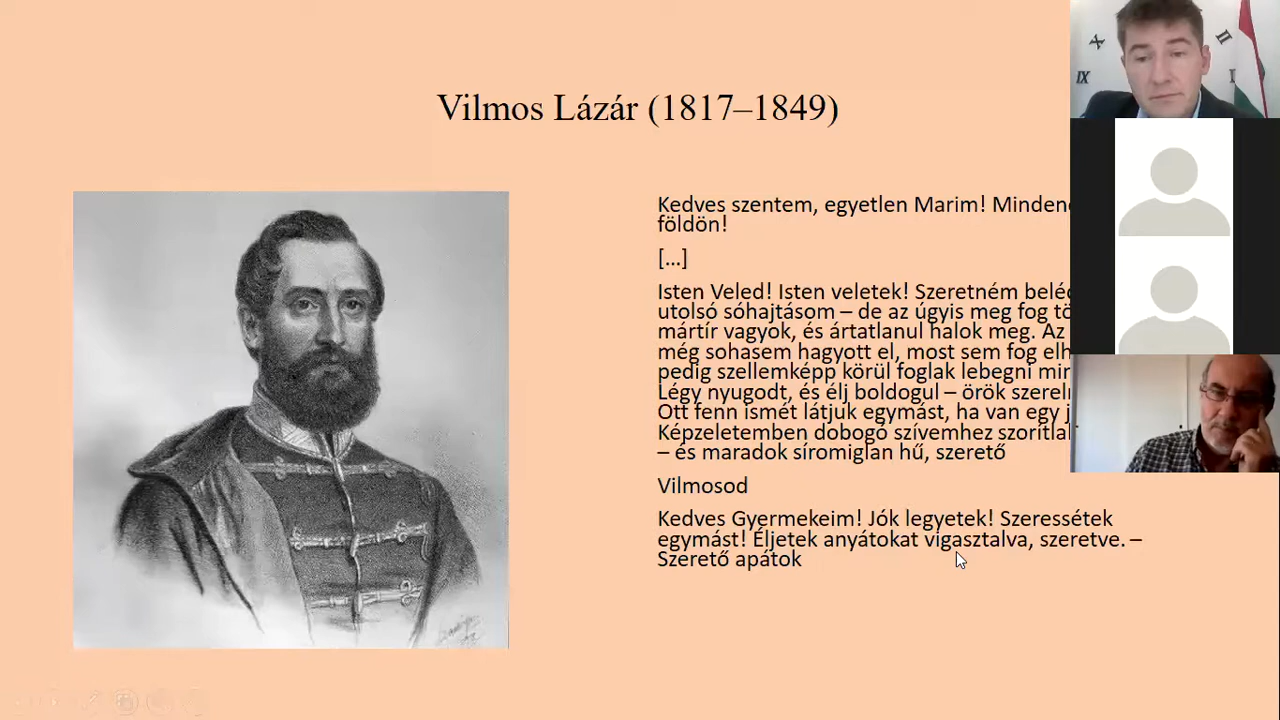 Vilmos Lázár (1817–1849)
Kedves szentem, egyetlen Marim!
földön!
[...]
Isten Veled! Isten veletek! Szeretném
utolsó sóhajtásom – de az úgyis meg fog
mártír vagyok, és ártatlanul halok meg. Az
még sohasem hagyott el, most sem fog
pedig szellemképp körül foglak lebegni
Légy nyugodt, és élj boldogul – örök
Ott fenn ismét látjuk egymást, ha van egy
Képzeletemben dobogó szívemhez
– és maradok síromiglan hű, szerető
Vilmosod
Kedves Gyermekeim! Jók legyetek! Szeressétek
egymást! Éljetek anyátokat vigasztalva, szeretve. –
Szerető apátok
X
IX
II
I